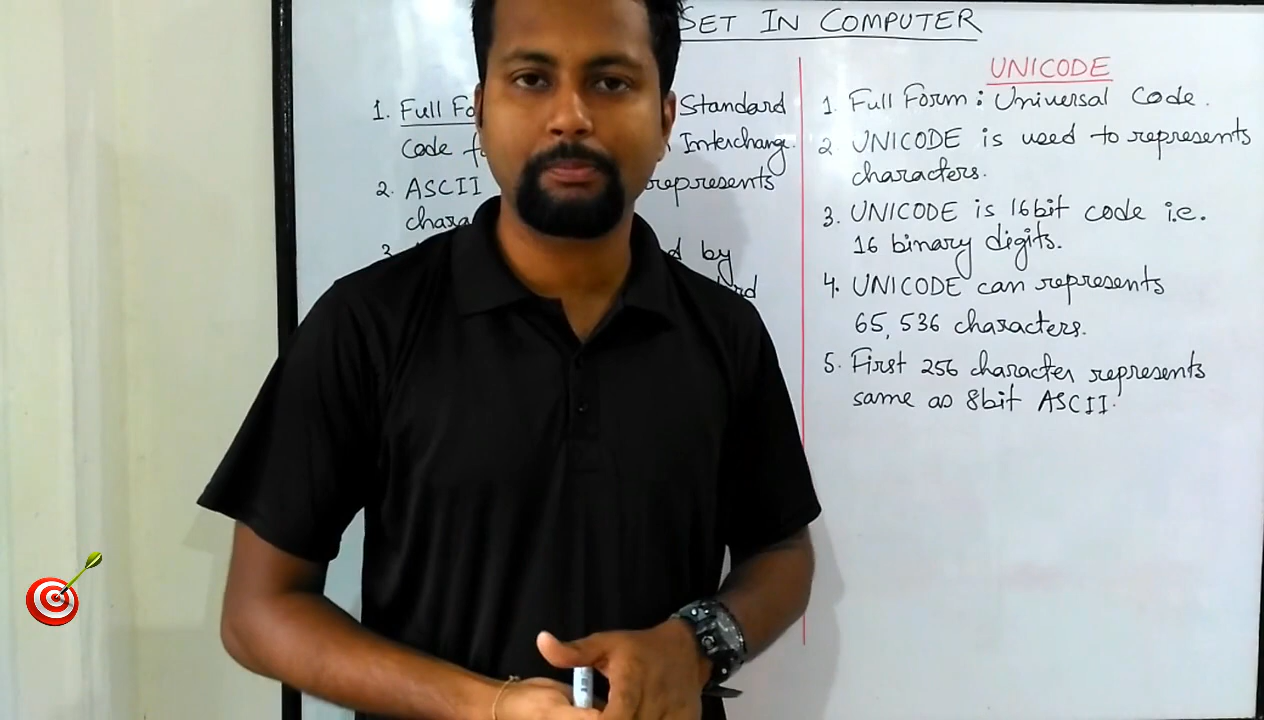 SET IN COMPUTER
1. Full Fo Standard
Code f Interchange.
2. ASCII represents
chara
3. d by
UNICODE
1. Full Form: Universal Code.
2 UNICODE is used to represents
characters.
3. UNICODE is 16bit code i.e.
16 binary digits.
4. UNICODE can represents
65,536 characters.
5. First 256 character represents
same as 8bit ASCII.